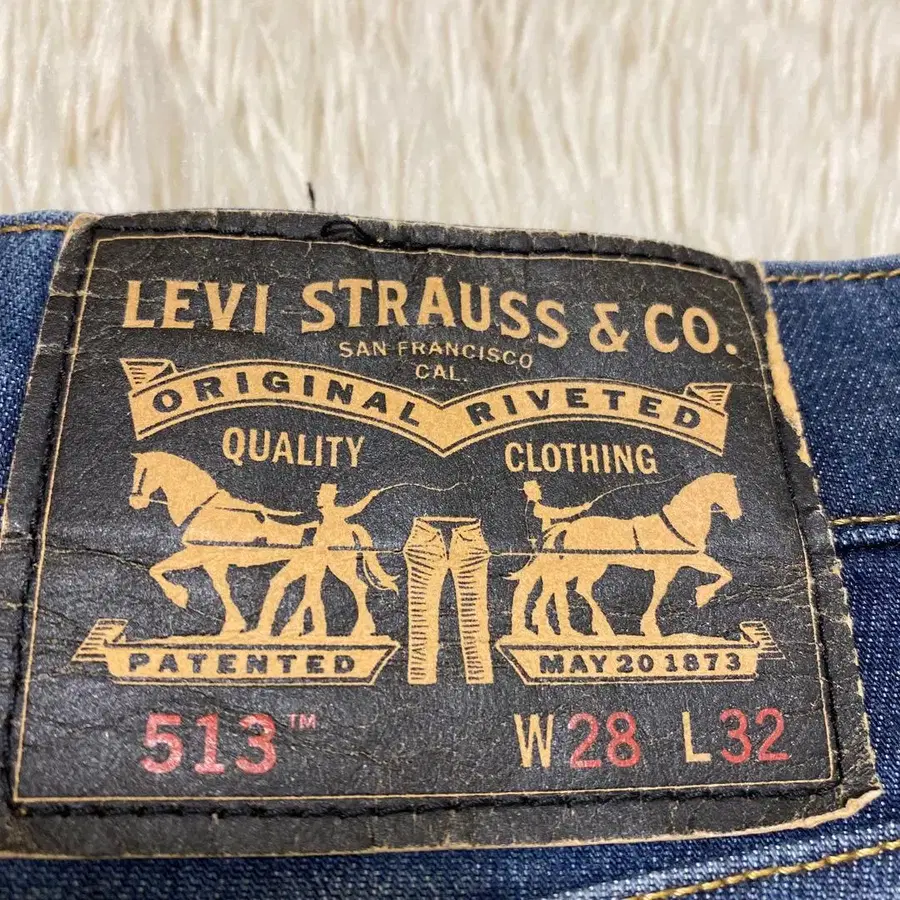 LEVI STRAUSS & CO.
SAN FRANCISCO
CAL.
ORIGINAL RIVETED
QUALITY CLOTHING
PATENTED MAY 20 1873
513™ W28 L32